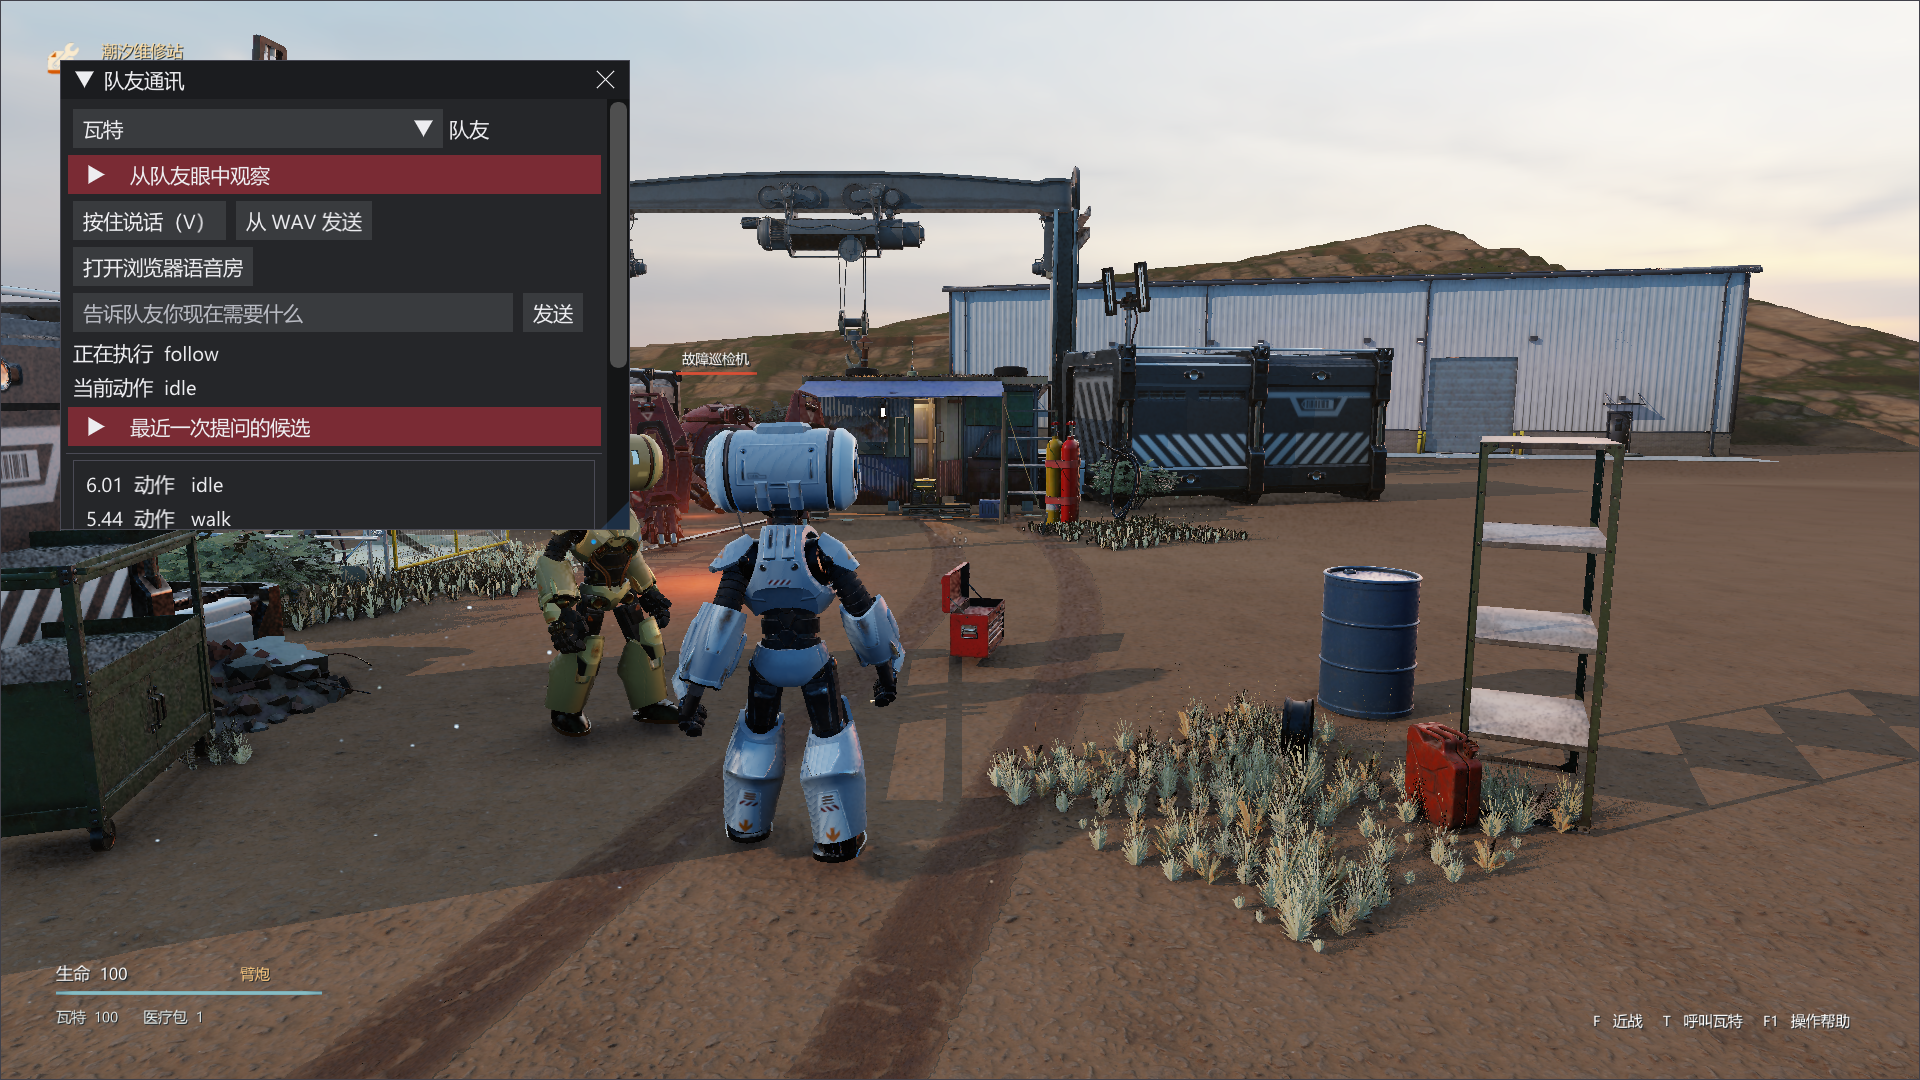 潮汐维修站
队友通讯
瓦特 队友
从队友眼中观察
按住说话（V） 从 WAV 发送
打开浏览器语音房
告诉队友你现在需要什么 发送
正在执行 follow
当前动作 idle
最近一次提问的候选
6.01 动作 idle
5.44 动作 walk
故障巡检机
生命 100 臂炮
瓦特 100 医疗包 1
F 近战 T 呼叫瓦特 F1 操作帮助